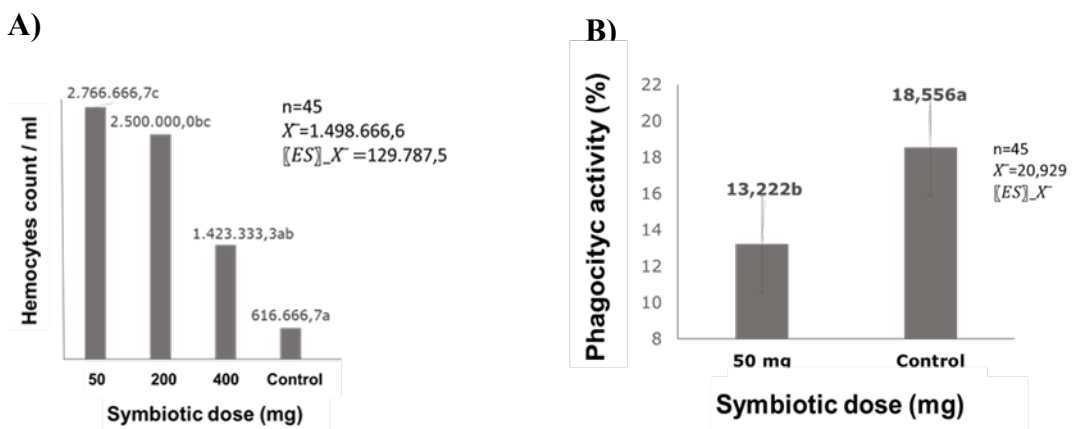 A)
Hemocytes count / ml
2.766.666,7c
2.500.000,0bc
1.423.333,3ab
616.666,7a
n=45
X¯=1.498.666,6
〖ES〗_X¯ =129.787,5
50 200 400 Control
Symbiotic dose (mg)
B)
Phagocityc activity (%)
22
20
18
16
14
12
10
8
13,222b
18,556a
n=45
X¯=20,929
〖ES〗_X¯
50 mg Control
Symbiotic dose (mg)